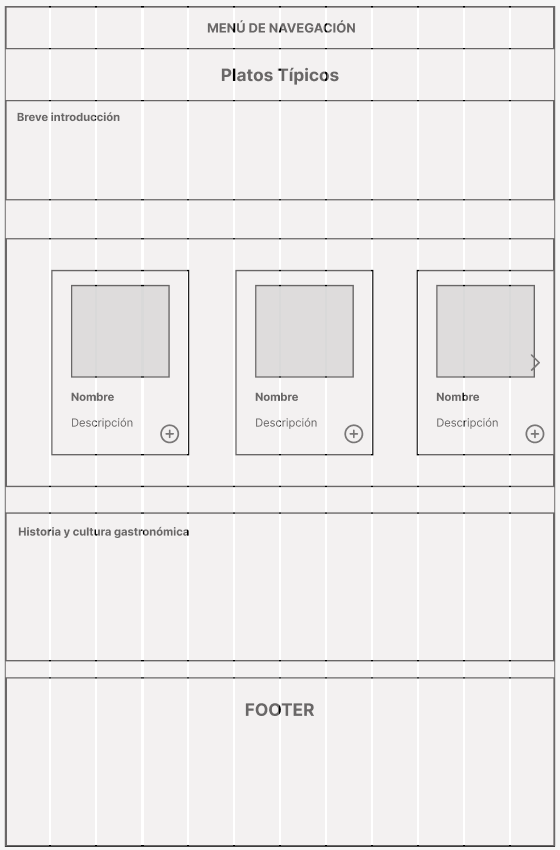 MENÚ DE NAVEGACIÓN
Platos Típicos
Breve introducción
Nombre
Descripción
Nombre
Descripción
Nombre
Descripción
Historia y cultura gastronómica
FOOTER